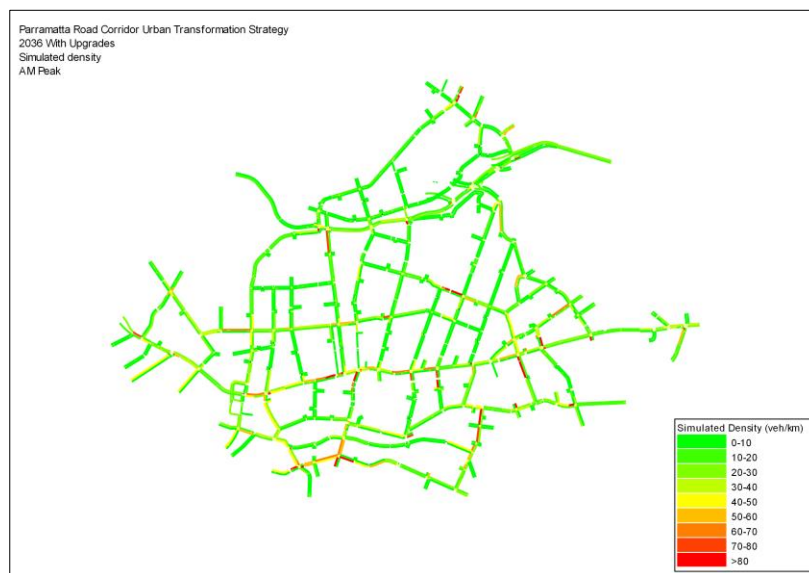 Parramatta Road Corridor Urban Transformation Strategy
2036 With Upgrades
Simulated density
AM Peak
Simulated Density (veh/km)
0-10
10-20
20-30
30-40
40-50
50-60
60-70
70-80
>80